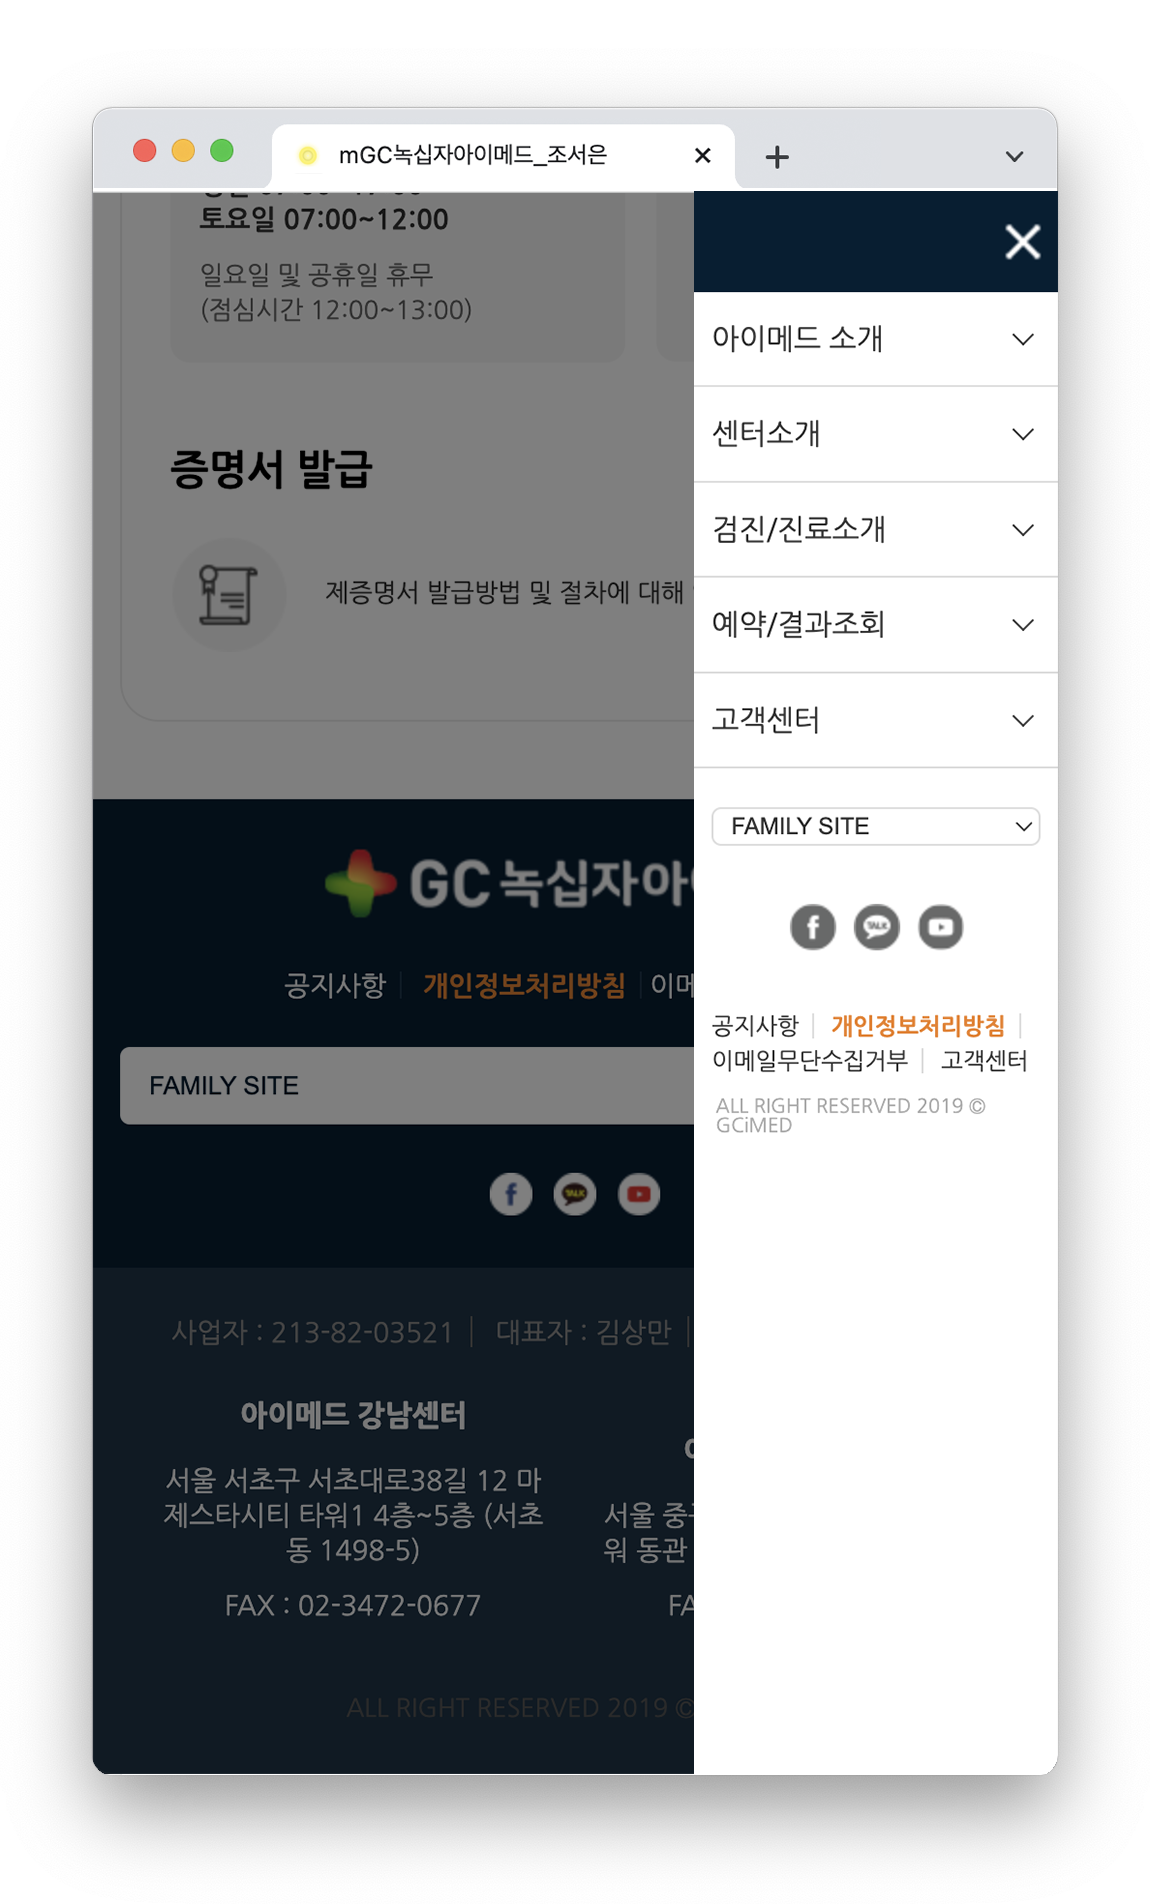 mGC녹십자아이메드_조서은
토요일 07:00~12:00
일요일 및 공휴일 휴무
(점심시간 12:00~13:00)
증명서 발급
제증명서 발급방법 및 절차에 대해
GC 녹십자아
공지사항
개인정보처리방침
이메
FAMILY SITE
TALK
사업자 : 213-82-03521
대표자 : 김상만
아이메드 강남센터
서울 서초구 서초대로38길 12 마
제스타시티 타워1 4층~5층 (서초
동 1498-5)
FAX : 02-3472-0677
서울 중
워 동관
FA
ALL RIGHT RESERVED 2019 ©
아이메드 소개
센터소개
검진/진료소개
예약/결과조회
고객센터
FAMILY SITE
TALK
공지사항
개인정보처리방침
이메일무단수집거부
고객센터
ALL RIGHT RESERVED 2019 ©
GCiMED